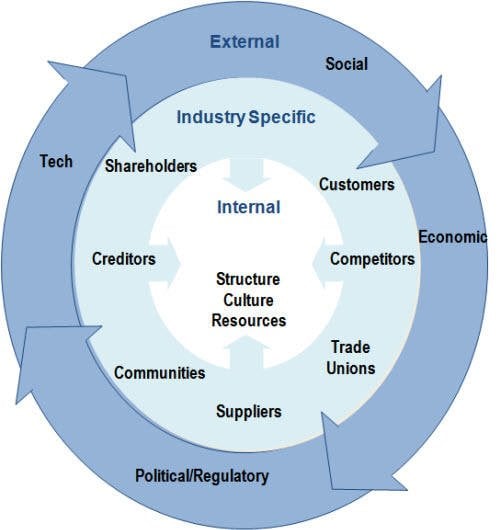 External
Social
Industry Specific
Tech
Shareholders
Customers
Internal
Economic
Creditors
Competitors
Structure
Culture
Resources
Trade
Unions
Communities
Suppliers
Political/Regulatory